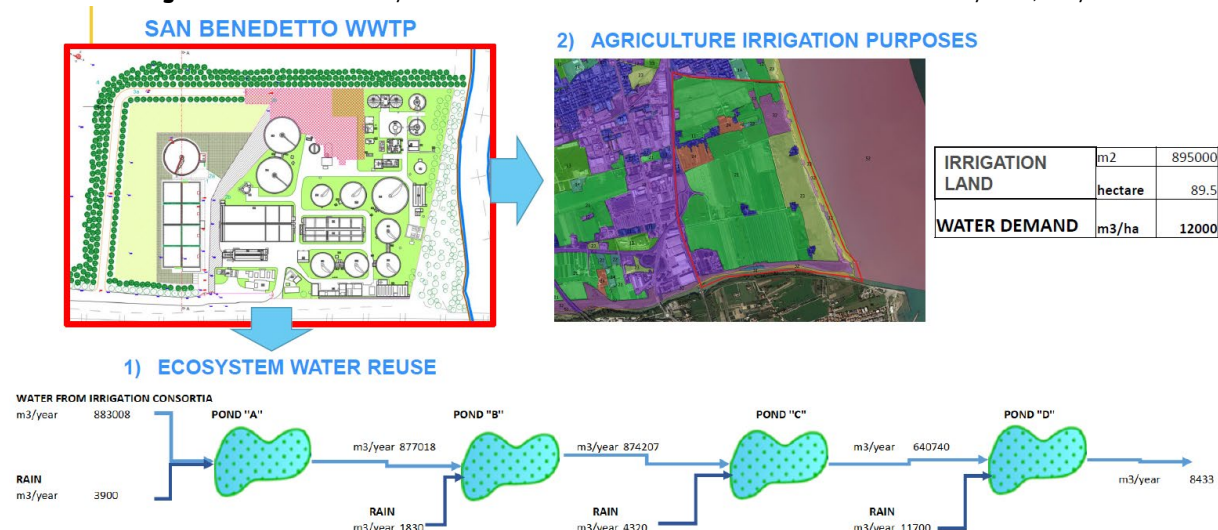 SAN BENEDETTO WWTP
2) AGRICULTURE IRRIGATION PURPOSES
IRRIGATION LAND m2 895000
hectare 89.5
WATER DEMAND m3/ha 12000
1) ECOSYSTEM WATER REUSE
WATER FROM IRRIGATION CONSORTIA
m3/year 883008
POND "A"
POND "B"
POND "C"
POND "D"
m3/year 877018
m3/year 874207
m3/year 640740
m3/year 8433
RAIN
m3/year 3900
RAIN
m3/year 1830
RAIN
m3/year 4320
RAIN
m3/year 11700